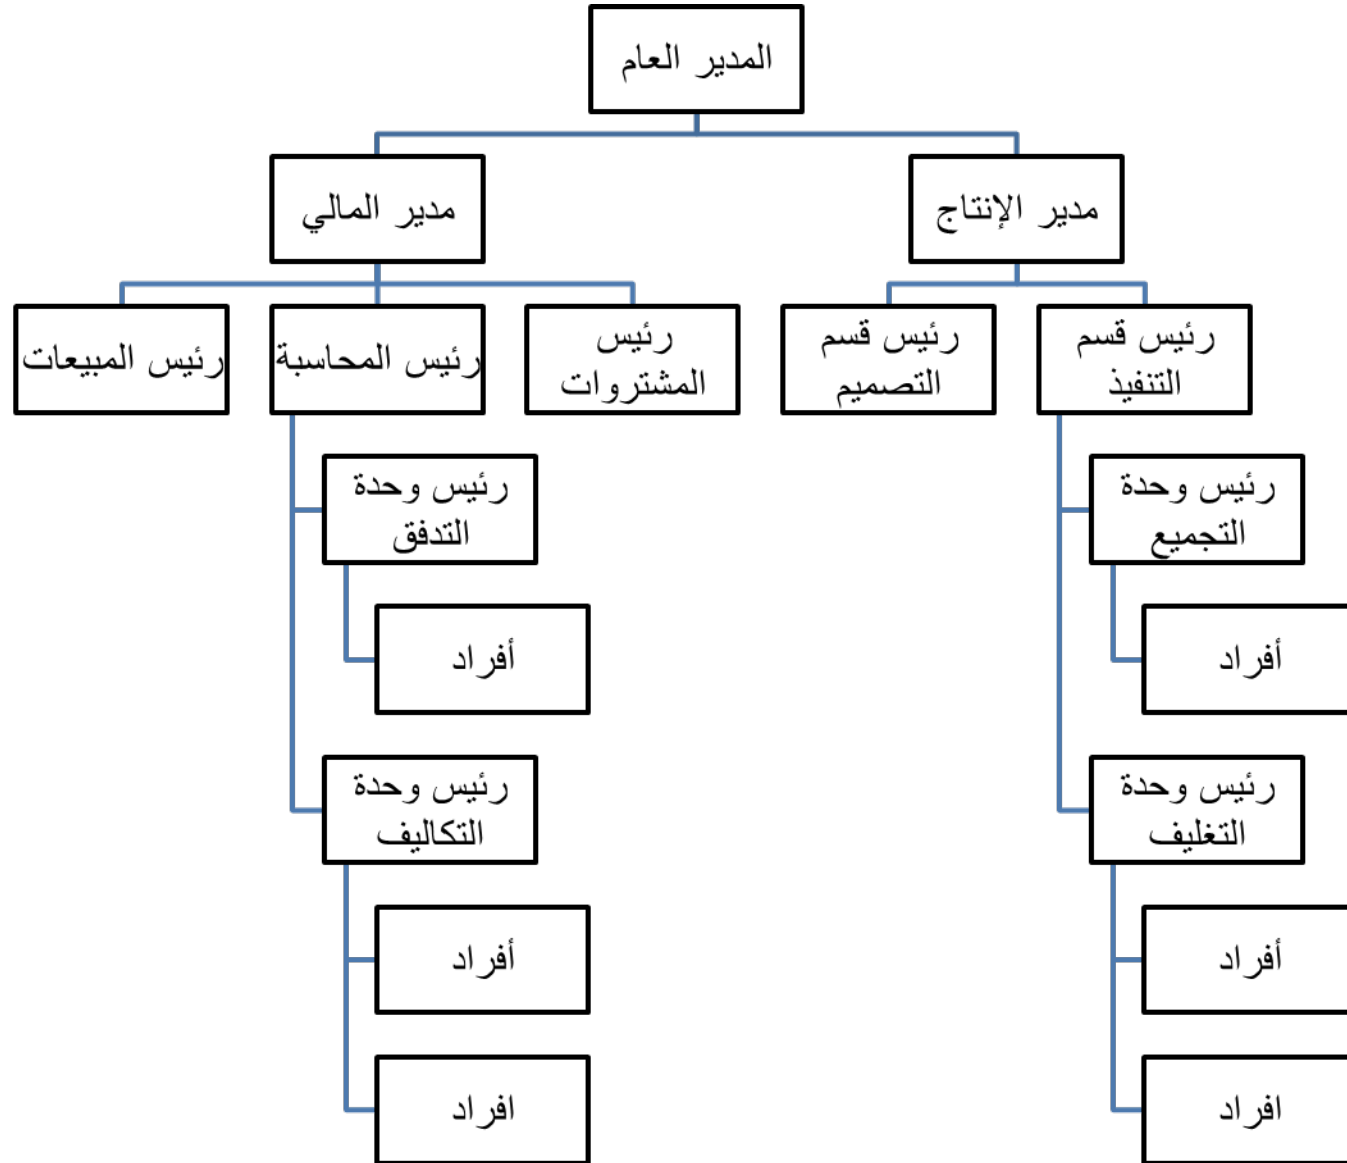 المدير العام
مدير الإنتاج
مدير المالي
رئيس قسم
التنفيذ
رئيس قسم
التصميم
رئيس
المشتروات
رئيس المحاسبة
رئيس المبيعات
رئيس وحدة
التجميع
أفراد
رئيس وحدة
التغليف
أفراد
افراد
رئيس وحدة
التدفق
أفراد
رئيس وحدة
التكاليف
أفراد
افراد